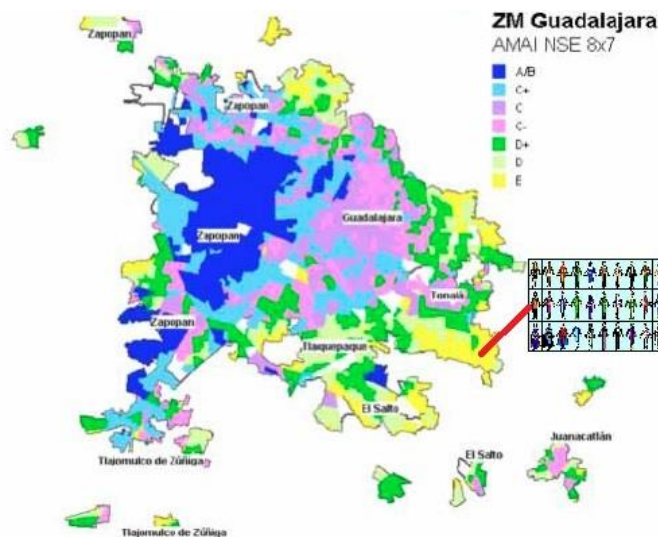 ZM Guadalajara
AMAI NSE 8x7
A/B
C+
C
C-
D+
D
E
Zapopan
Zapopan
Guadalajara
Zapopan
Tonalá
Zapopan
Tlaquepaque
El Salto
Juanacatlán
El Salto
Tlajomulco de Zúñiga
Tlajomulco de Zúñiga